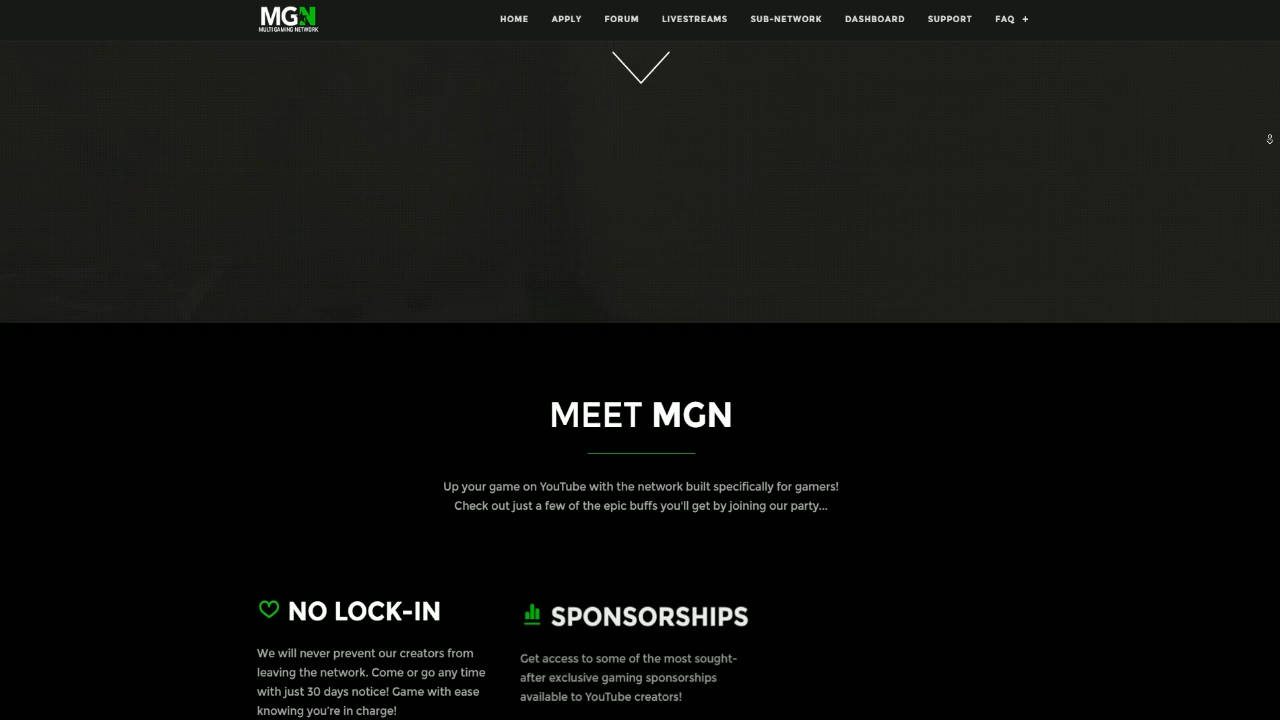 MGN
MULTI GAMING NETWORK
HOME APPLY FORUM LIVESTREAMS SUB-NETWORK DASHBOARD SUPPORT FAQ +
MEET MGN
Up your game on YouTube with the network built specifically for gamers!
Check out just a few of the epic buffs you'll get by joining our party...
NO LOCK-IN
We will never prevent our creators from
leaving the network. Come or go any time
with just 30 days notice! Game with ease
knowing you're in charge!
SPONSORSHIPS
Get access to some of the most sought-
after exclusive gaming sponsorships
available to YouTube creators!